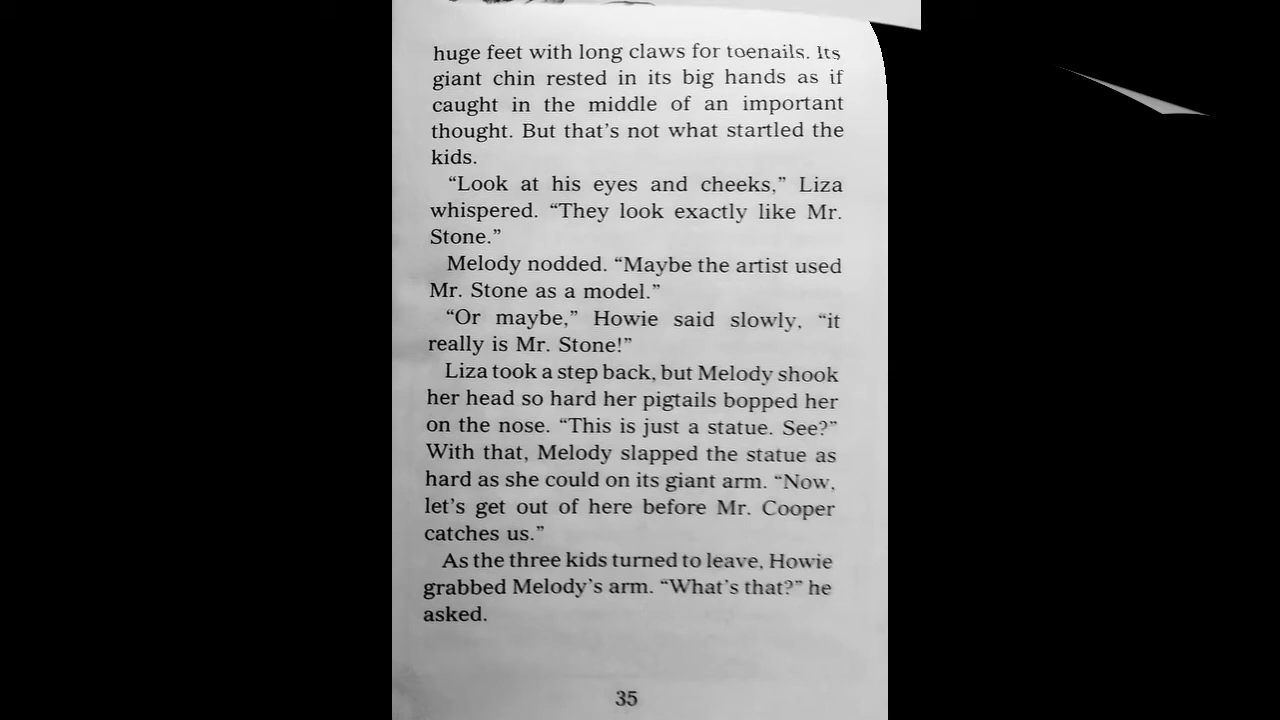 huge feet with long claws for toenails. Its
giant chin rested in its big hands as if
caught in the middle of an important
thought. But that's not what startled the
kids.
“Look at his eyes and cheeks,” Liza
whispered. “They look exactly like Mr.
Stone.”
Melody nodded. “Maybe the artist used
Mr. Stone as a model.”
“Or maybe,” Howie said slowly, “it
really is Mr. Stone!”
Liza took a step back, but Melody shook
her head so hard her pigtails bopped her
on the nose. “This is just a statue. See?”
With that, Melody slapped the statue as
hard as she could on its giant arm. “Now,
let's get out of here before Mr. Cooper
catches us.”
As the three kids turned to leave, Howie
grabbed Melody's arm. “What's that?” he
asked.
35